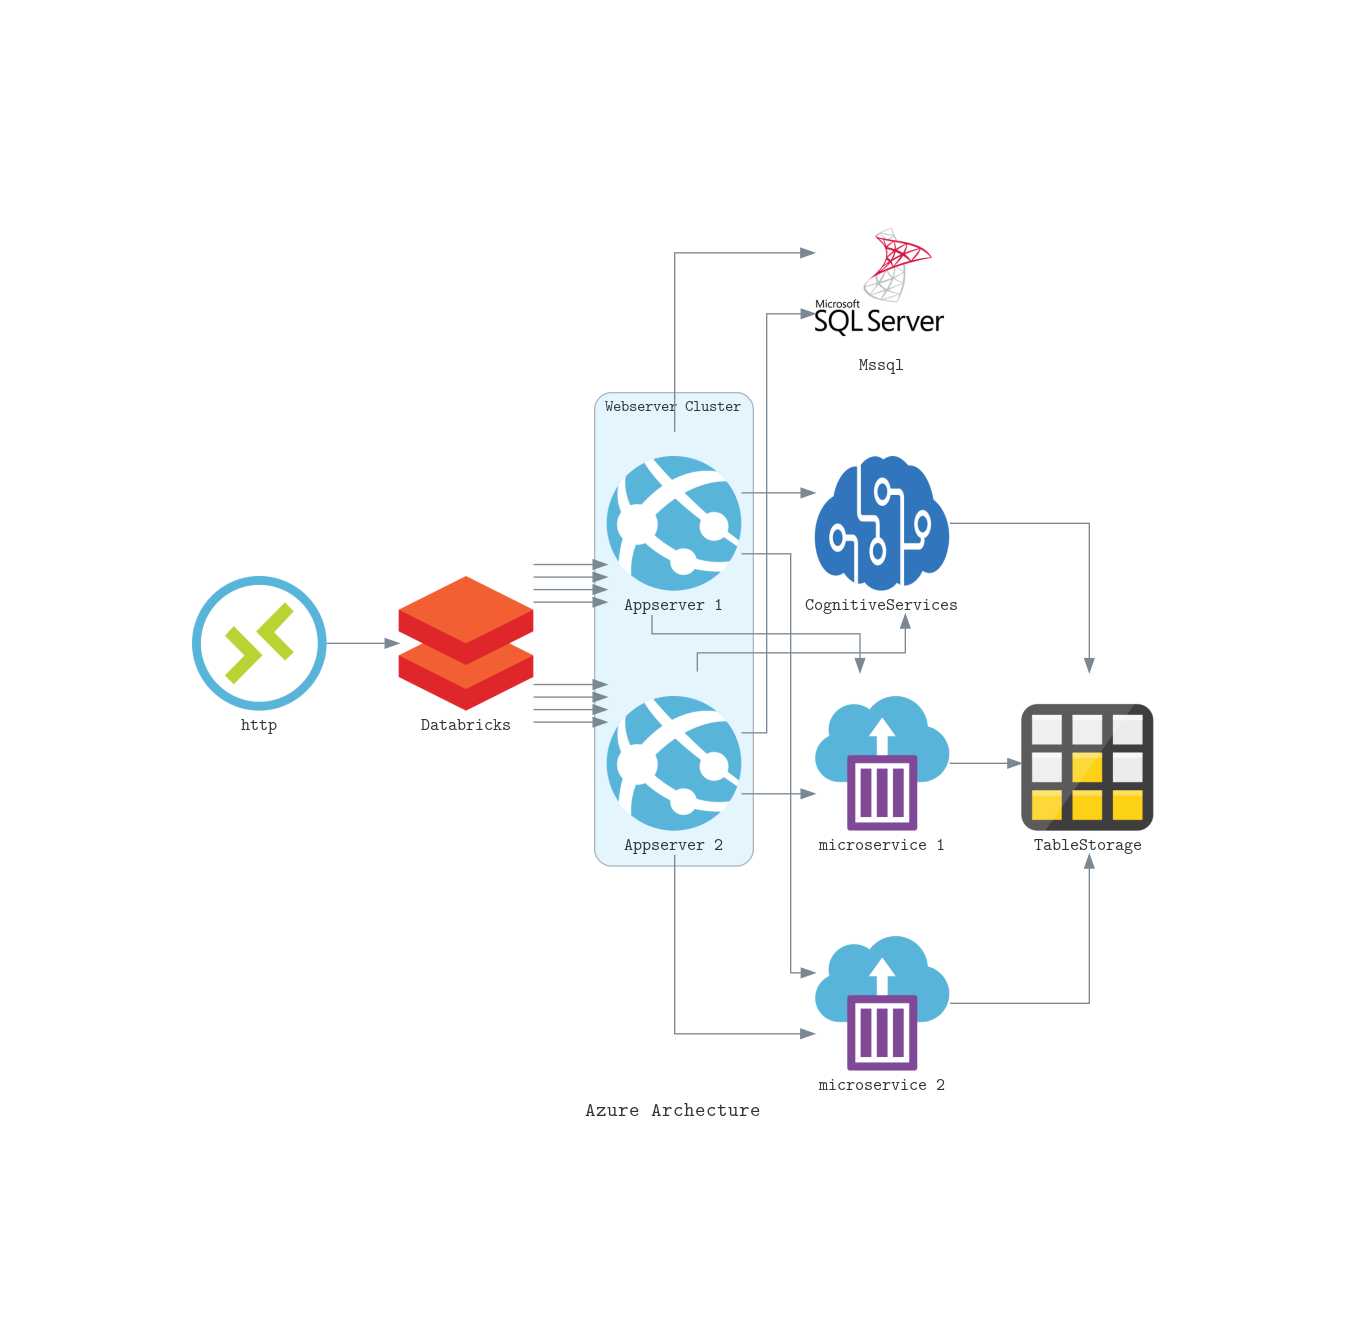 Microsoft
SQL Server
Mssql
Webserver Cluster
Appserver 1
CognitiveServices
http
Databricks
Appserver 2
microservice 1
TableStorage
microservice 2
Azure Archecture